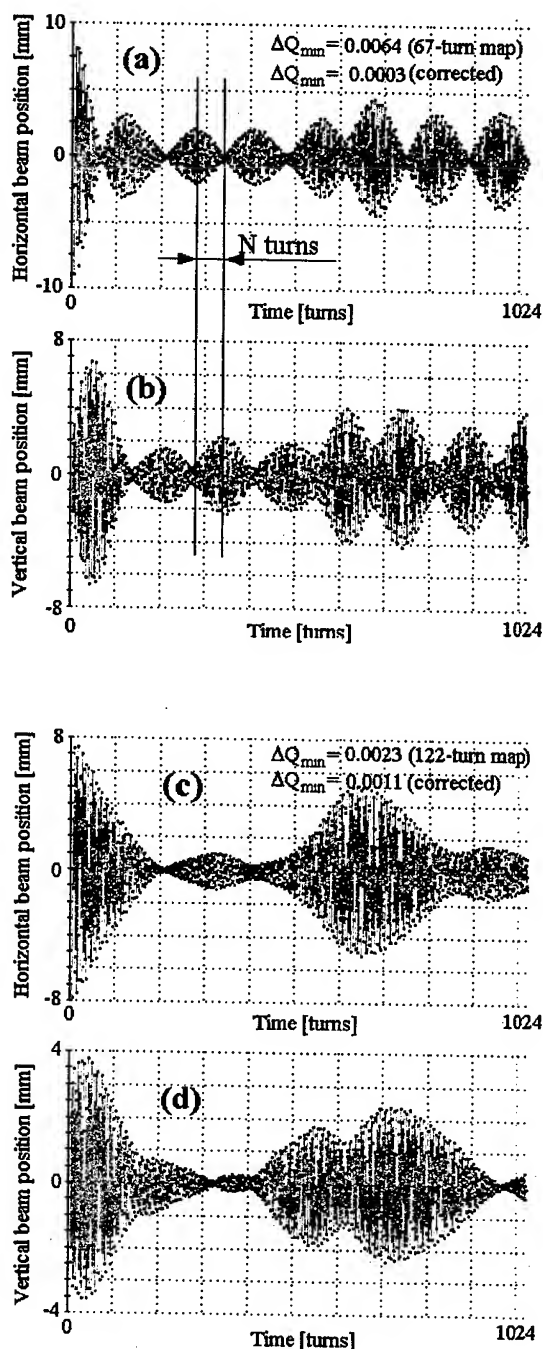 10
(a)
ΔQmin= 0.0064 (67-turn map)
ΔQmin= 0.0003 (corrected)
Horizontal beam position [mm]
0
N turns
-10
0
Time [turns]
1024
8
(b)
Vertical beam position [mm]
0
-8
0
Time [turns]
1024
8
ΔQmin= 0.0023 (122-turn map)
ΔQmin= 0.0011 (corrected)
(c)
Horizontal beam position [mm]
0
-8
0
Time [turns]
1024
4
(d)
Vertical beam position [mm]
0
-4
0
Time [turns]
1024